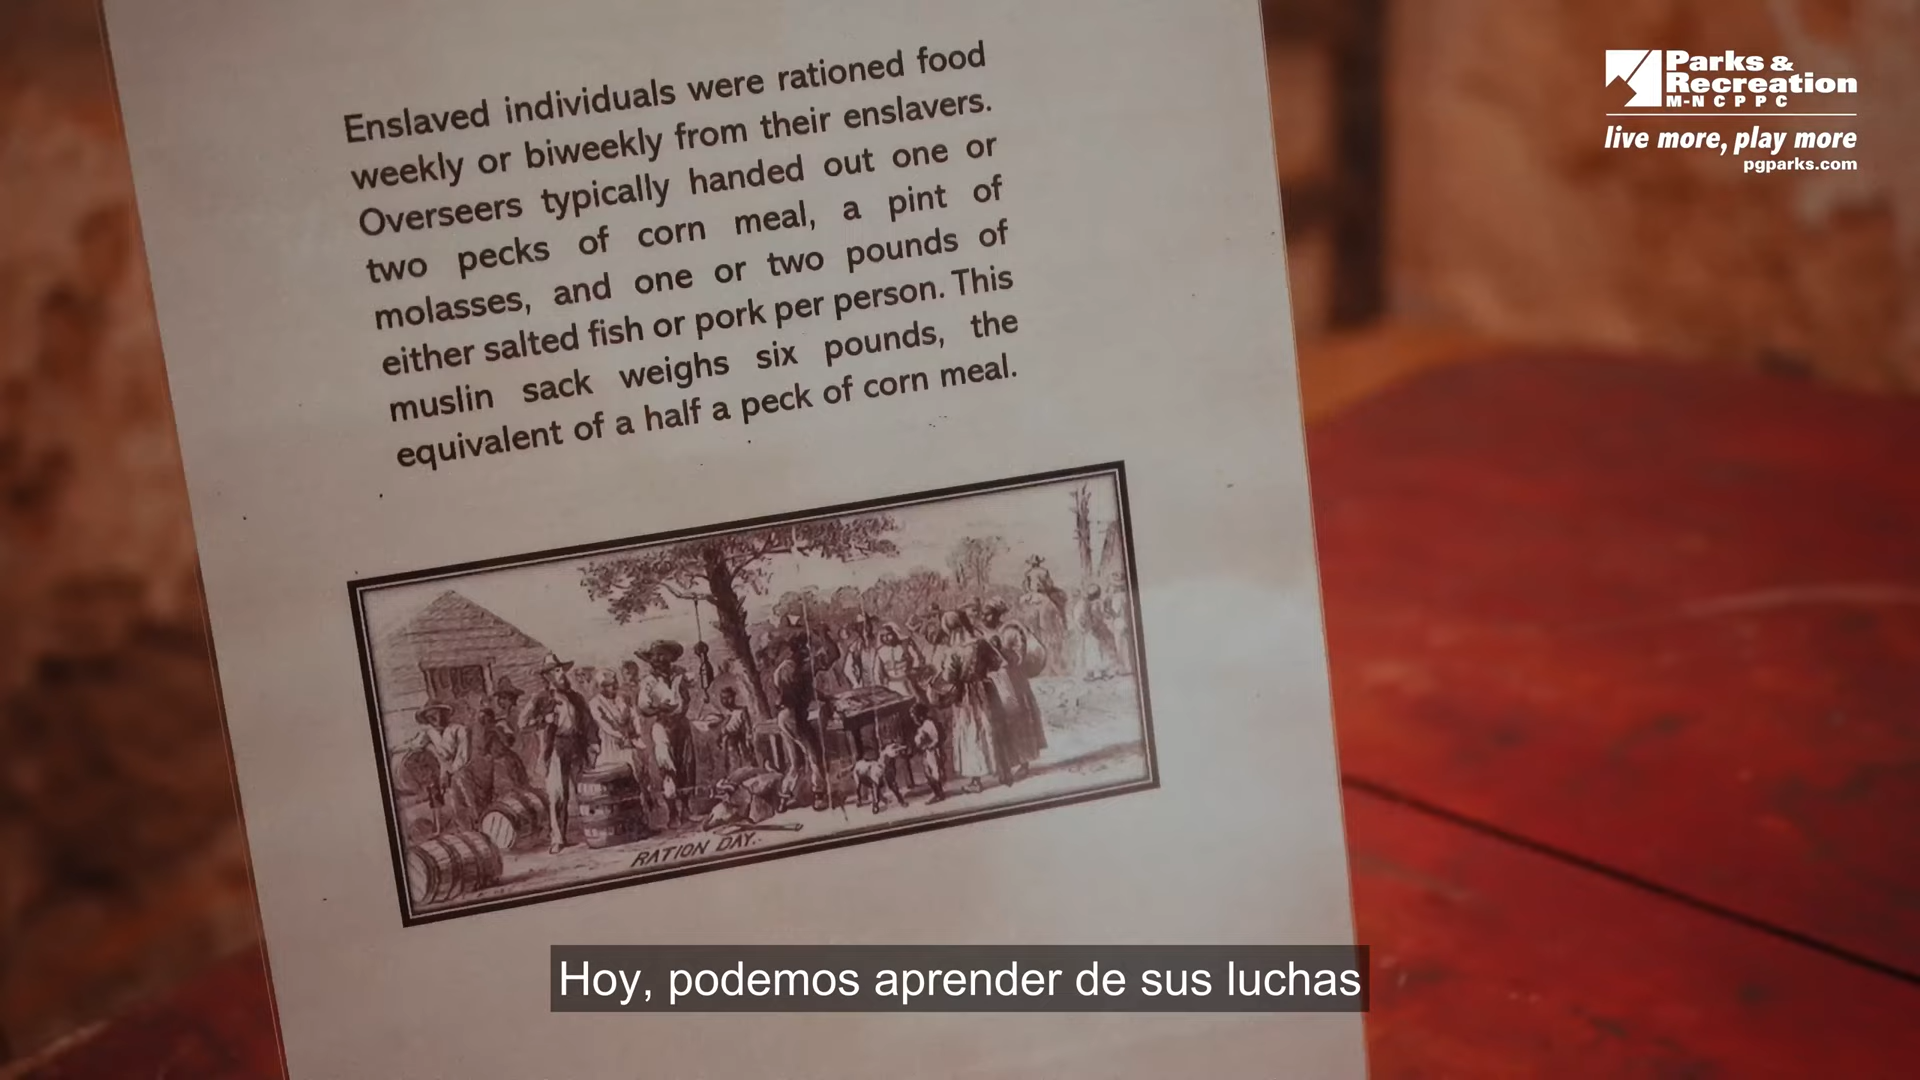 Enslaved individuals were rationed food
weekly or biweekly from their enslavers.
Overseers typically handed out one or
two pecks of corn meal, a pint of
molasses, and one or two pounds of
either salted fish or pork per person. This
muslin sack weighs six pounds, the
equivalent of a half a peck of corn meal.
RATION DAY.
Parks &
Recreation
M-NCPPC
live more, play more
pgparks.com
Hoy, podemos aprender de sus luchas